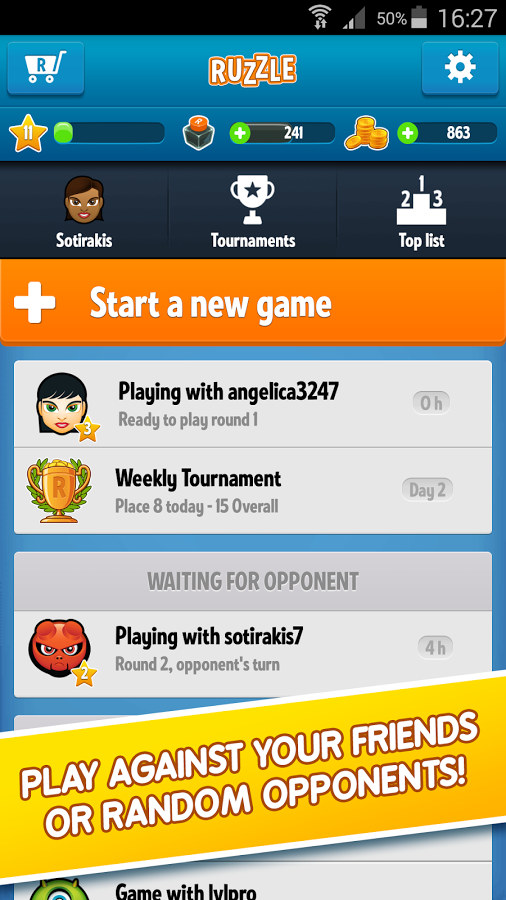 50% 16:27
R
RUZZLE
11
241
863
Sotirakis
Tournaments
1
2 3
Top list
Start a new game
Playing with angelica3247
Ready to play round 1
0 h
3
R
Weekly Tournament
Place 8 today - 15 Overall
Day 2
WAITING FOR OPPONENT
Playing with sotirakis7
Round 2, opponent's turn
4 h
2
PLAY AGAINST YOUR FRIENDS
OR RANDOM OPPONENTS!
Game with lylpro